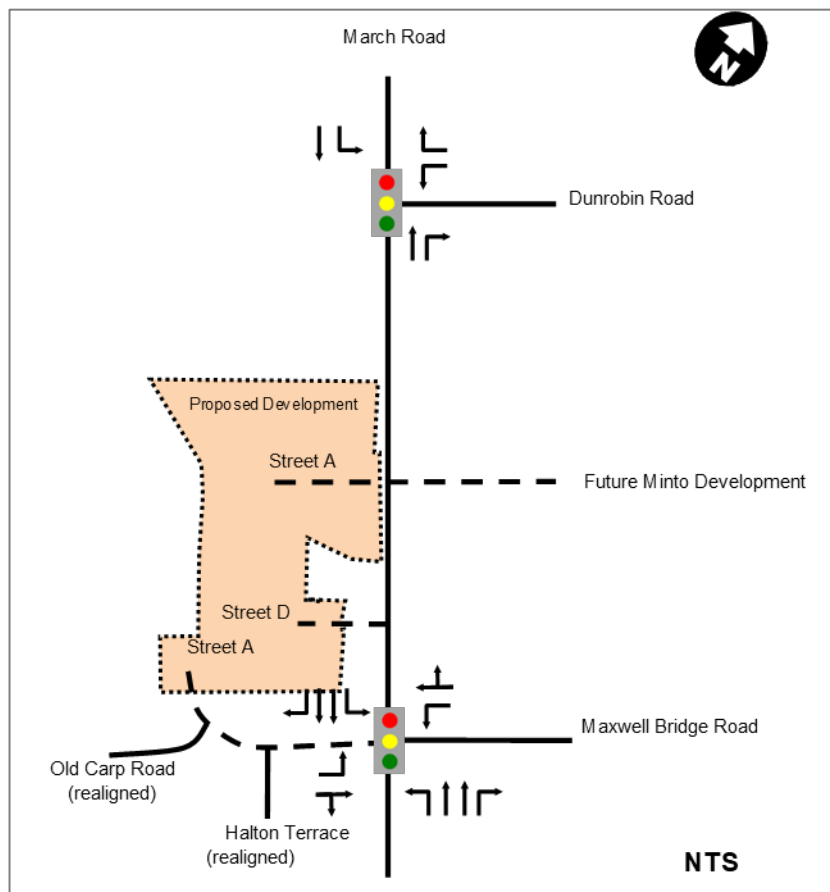 March Road
N
Dunrobin Road
Proposed Development
Street A
Future Minto Development
Street D
Street A
Maxwell Bridge Road
Old Carp Road
(realigned)
Halton Terrace
(realigned)
NTS